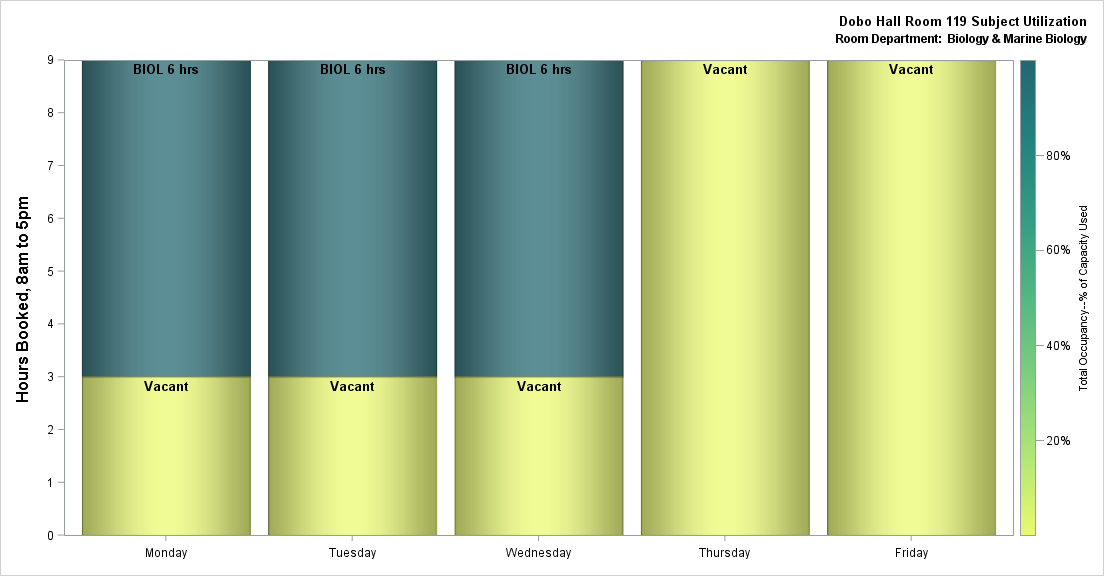 Dobo Hall Room 119 Subject Utilization
Room Department: Biology & Marine Biology
Hours Booked, 8am to 5pm
9
8
7
6
5
4
3
2
1
0
BIOL 6 hrs
BIOL 6 hrs
BIOL 6 hrs
Vacant
Vacant
Vacant
Vacant
Vacant
Monday
Tuesday
Wednesday
Thursday
Friday
80%
60%
40%
20%
Total Occupancy--% of Capacity Used